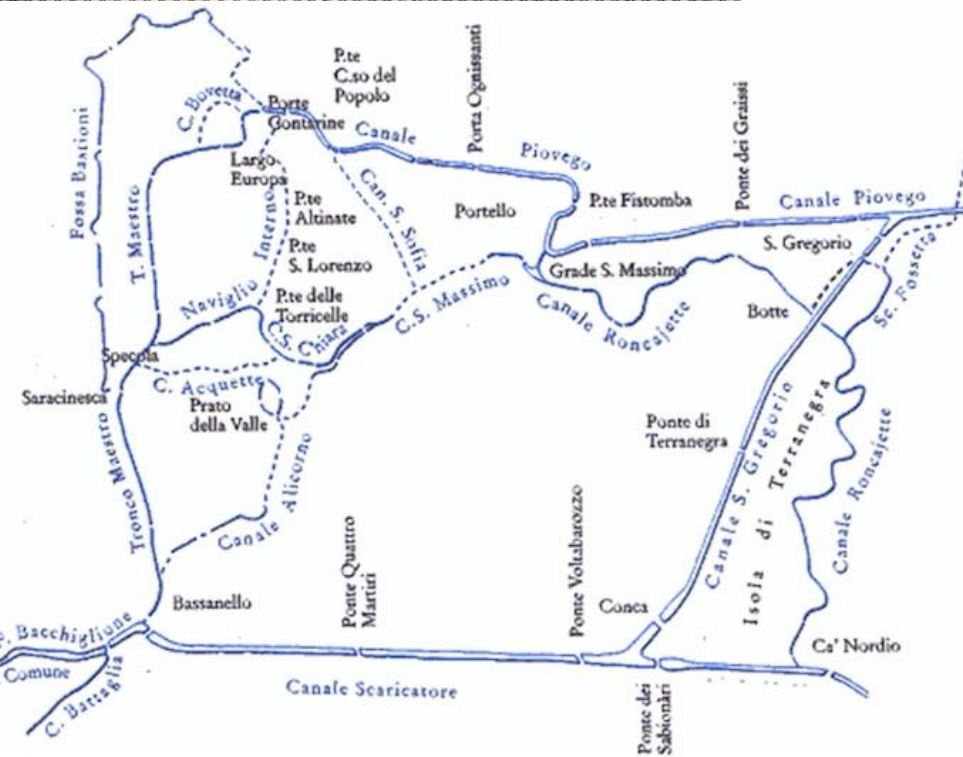 P.te
C.so del
Popolo
Porta Ognissanti
Ponte dei Graissi
C. Bovetta
Porte
Contarine
Canale
Piovego
Fossa Bastioni
Largo
Europa
T. Maestro
Interno
P.te
Altinate
Can. S. Sofia
Portello
P.te Fistomba
Canale Piovego
P.te
S. Lorenzo
S. Gregorio
Sc. Fossetta
Naviglio
P.te delle
Torricelle
C.S. Massimo
Grade S. Massimo
Canale Roncajette
Botte
C.S. Chiara
Specola
C. Acquette
Saracinesca
Prato
della Valle
Ponte di
Terranegra
Tronco Maestro
Canale Alicorno
Canale S. Gregorio
Isola di Terranegra
Canale Roncajette
Bassanello
Ponte Quattro
Martiri
Ponte Voltabarozzo
Conca
Ca' Nordio
F. Bacchiglione
Comune
C. Battaglia
Canale Scaricatore
Ponte dei
Sabionàri